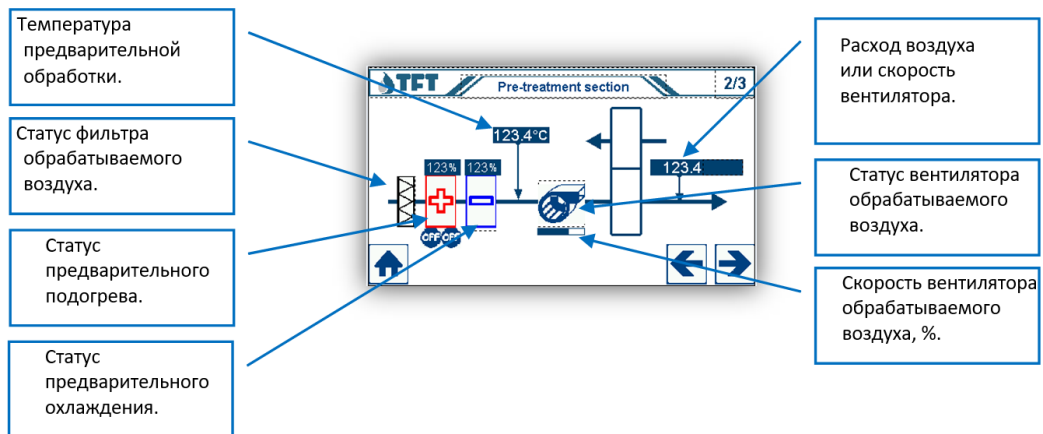 Температура
предварительной
обработки.
Статус фильтра
обрабатываемого
воздуха.
Статус
предварительного
подогрева.
Статус
предварительного
охлаждения.
TFT
Pre-treatment section
2/3
123.4°C
123%
123%
123.4
OFF
OFF
Расход воздуха
или скорость
вентилятора.
Статус вентилятора
обрабатываемого
воздуха.
Скорость вентилятора
обрабатываемого
воздуха, %.